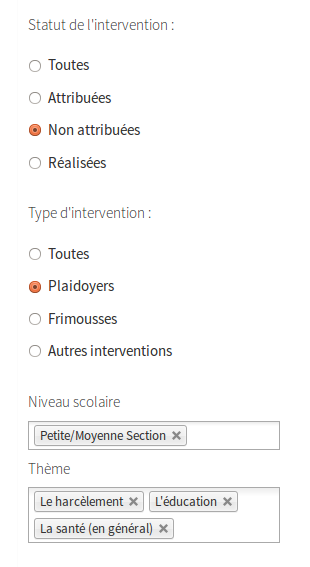 Statut de l'intervention :
Toutes
Attribuées
Non attribuées
Réalisées
Type d'intervention :
Toutes
Plaidoyers
Frimousses
Autres interventions
Niveau scolaire
Petite/Moyenne Section
Thème
Le harcèlement L'éducation
La santé (en général)